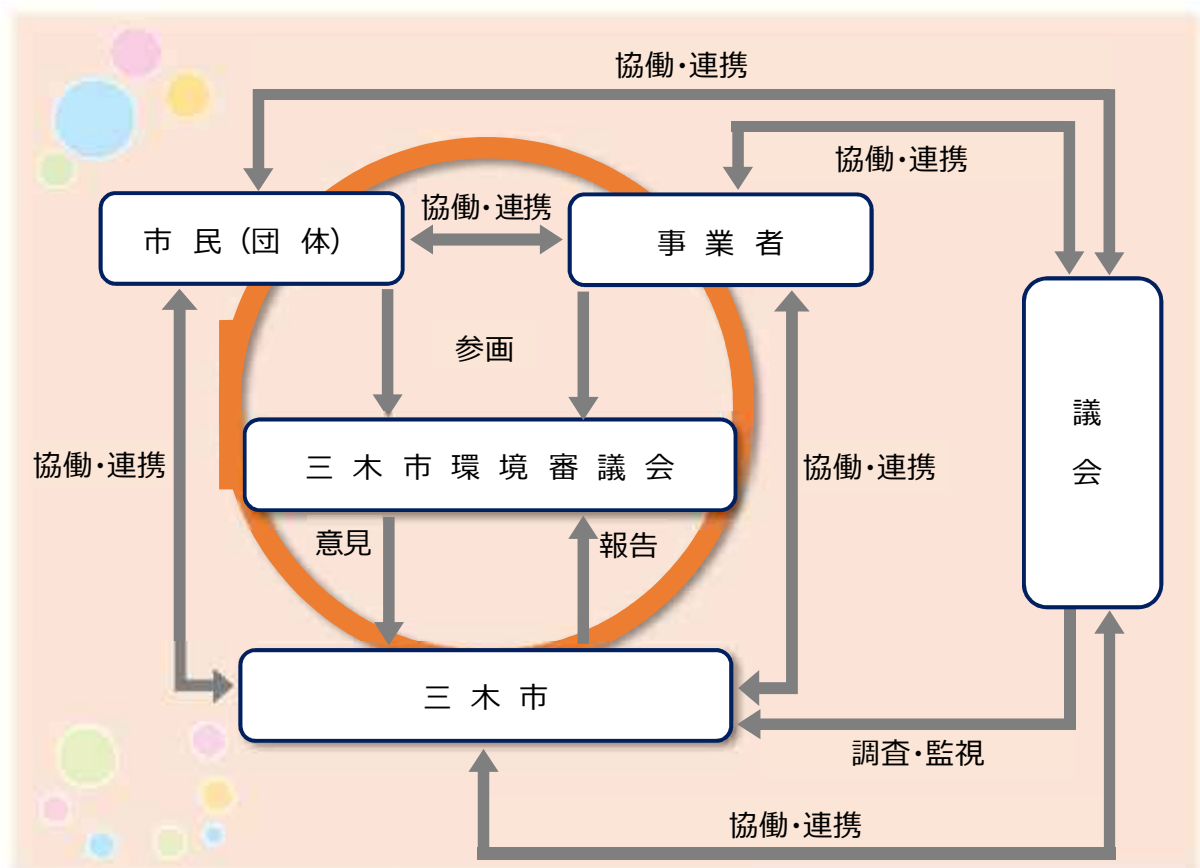 協働・連携
協働・連携
市民(団体)
協働・連携
事業者
参画
議会
三木市環境審議会
協働・連携
協働・連携
意見
報告
三木市
調査・監視
協働・連携